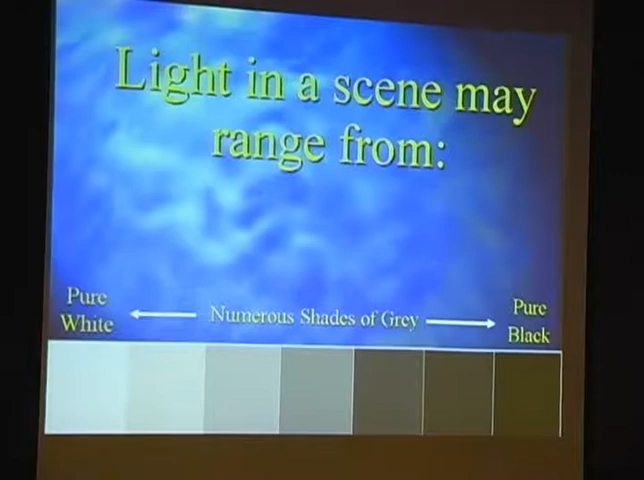 Light in a scene may
range from:
Pure
White
Numerous Shades of Grey
Pure
Black